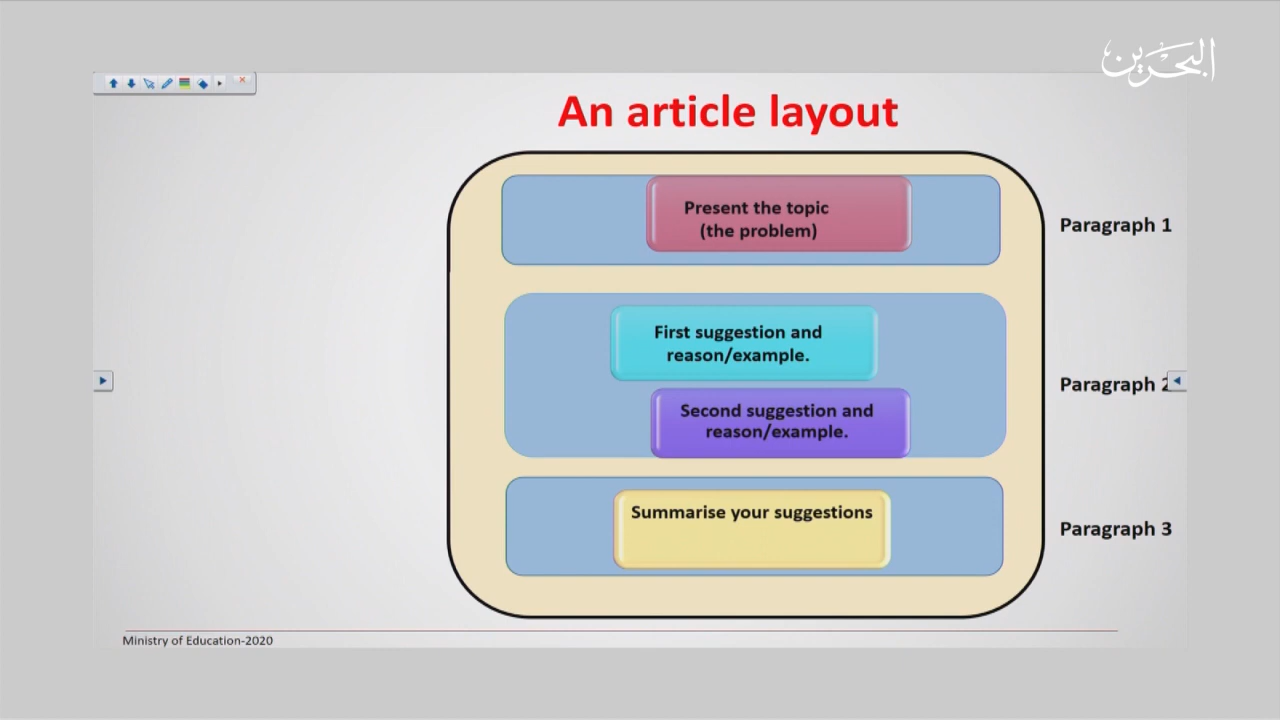 البحرين
An article layout
Present the topic
(the problem)
Paragraph 1
First suggestion and
reason/example.
Second suggestion and
reason/example.
Paragraph 2
Summarise your suggestions
Paragraph 3
Ministry of Education-2020